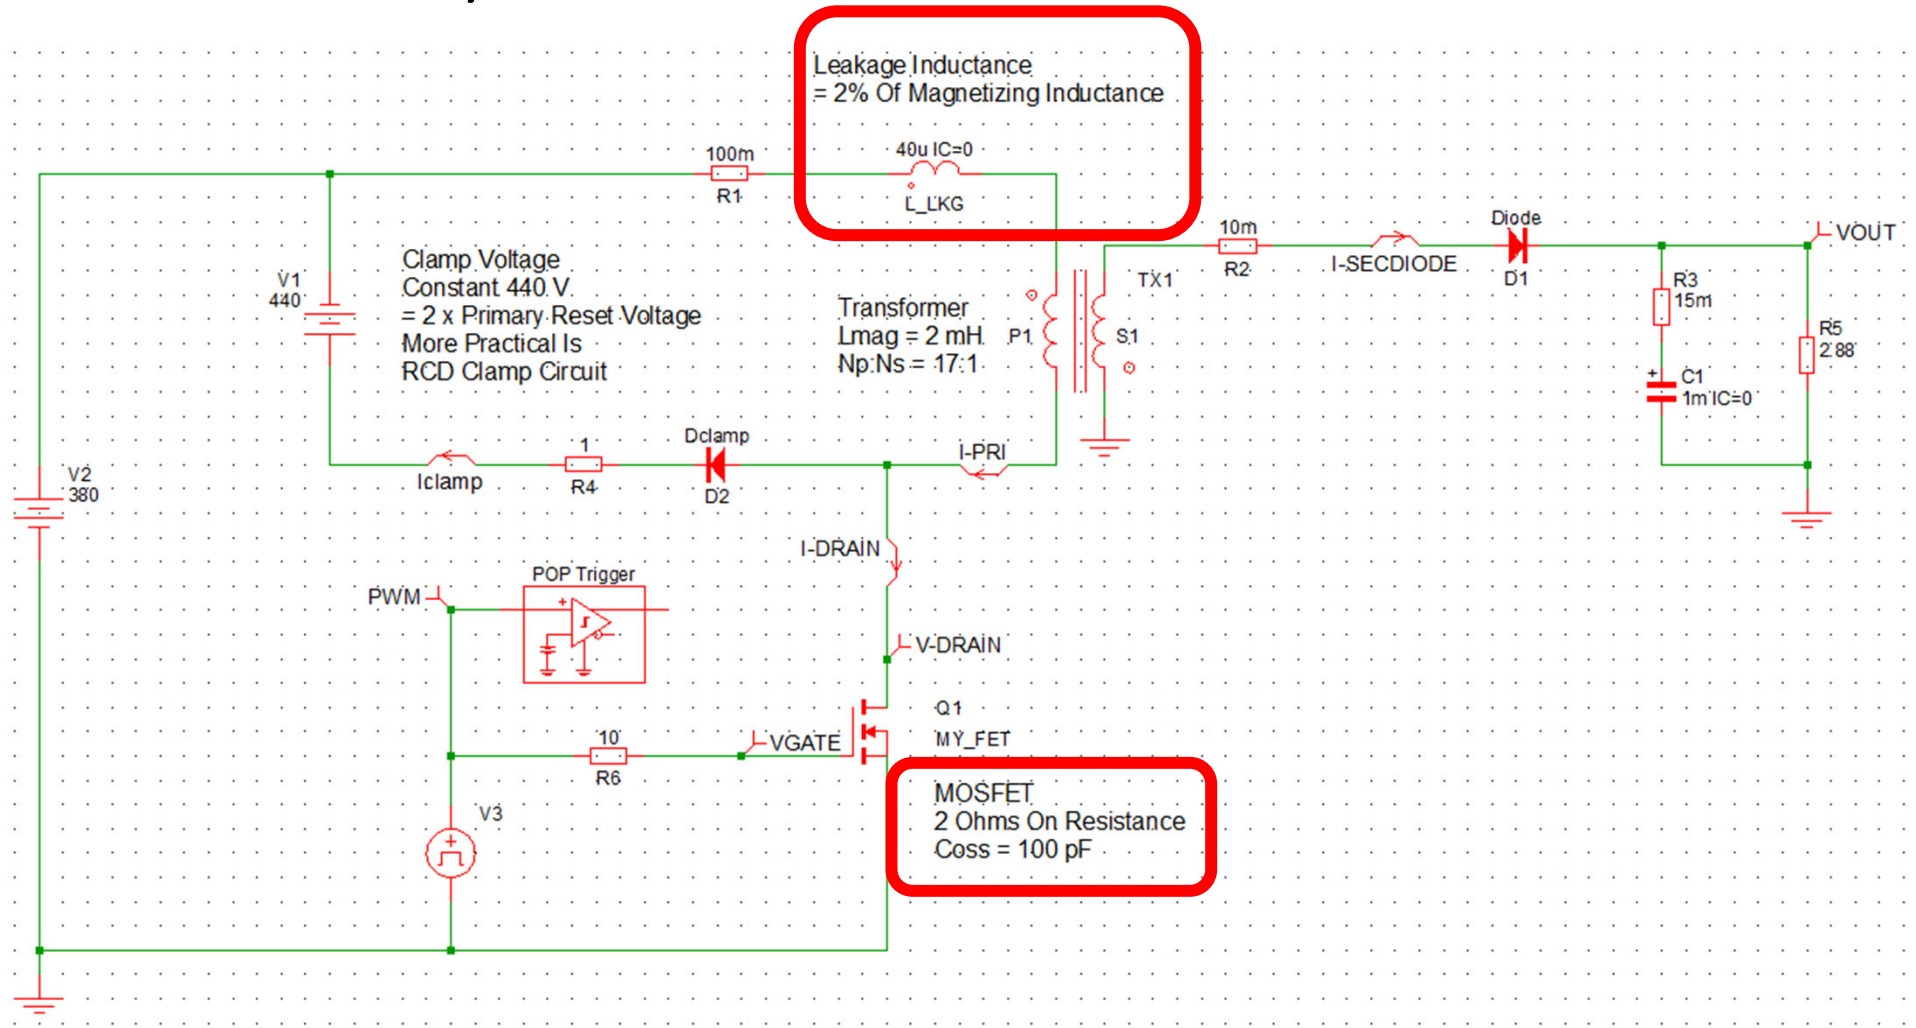 Leakage Inductance
= 2% Of Magnetizing Inductance
100m
R1
40u IC=0
L_LKG
V1
440
Clamp Voltage
Constant 440 V
= 2 x Primary Reset Voltage
More Practical Is
RCD Clamp Circuit
Transformer
Lmag = 2 mH
Np:Ns = 17:1
P1
S1
TX1
10m
R2
I-SECDIODE
Diode
D1
VOUT
R3
15m
C1
1m IC=0
+
R5
2.88
V2
380
Iclamp
1
R4
Dclamp
D2
I-PRI
I-DRAIN
POP Trigger
+
PWM
V-DRAIN
10
R6
VGATE
Q1
MY_FET
MOSFET
2 Ohms On Resistance
Coss = 100 pF
V3
+